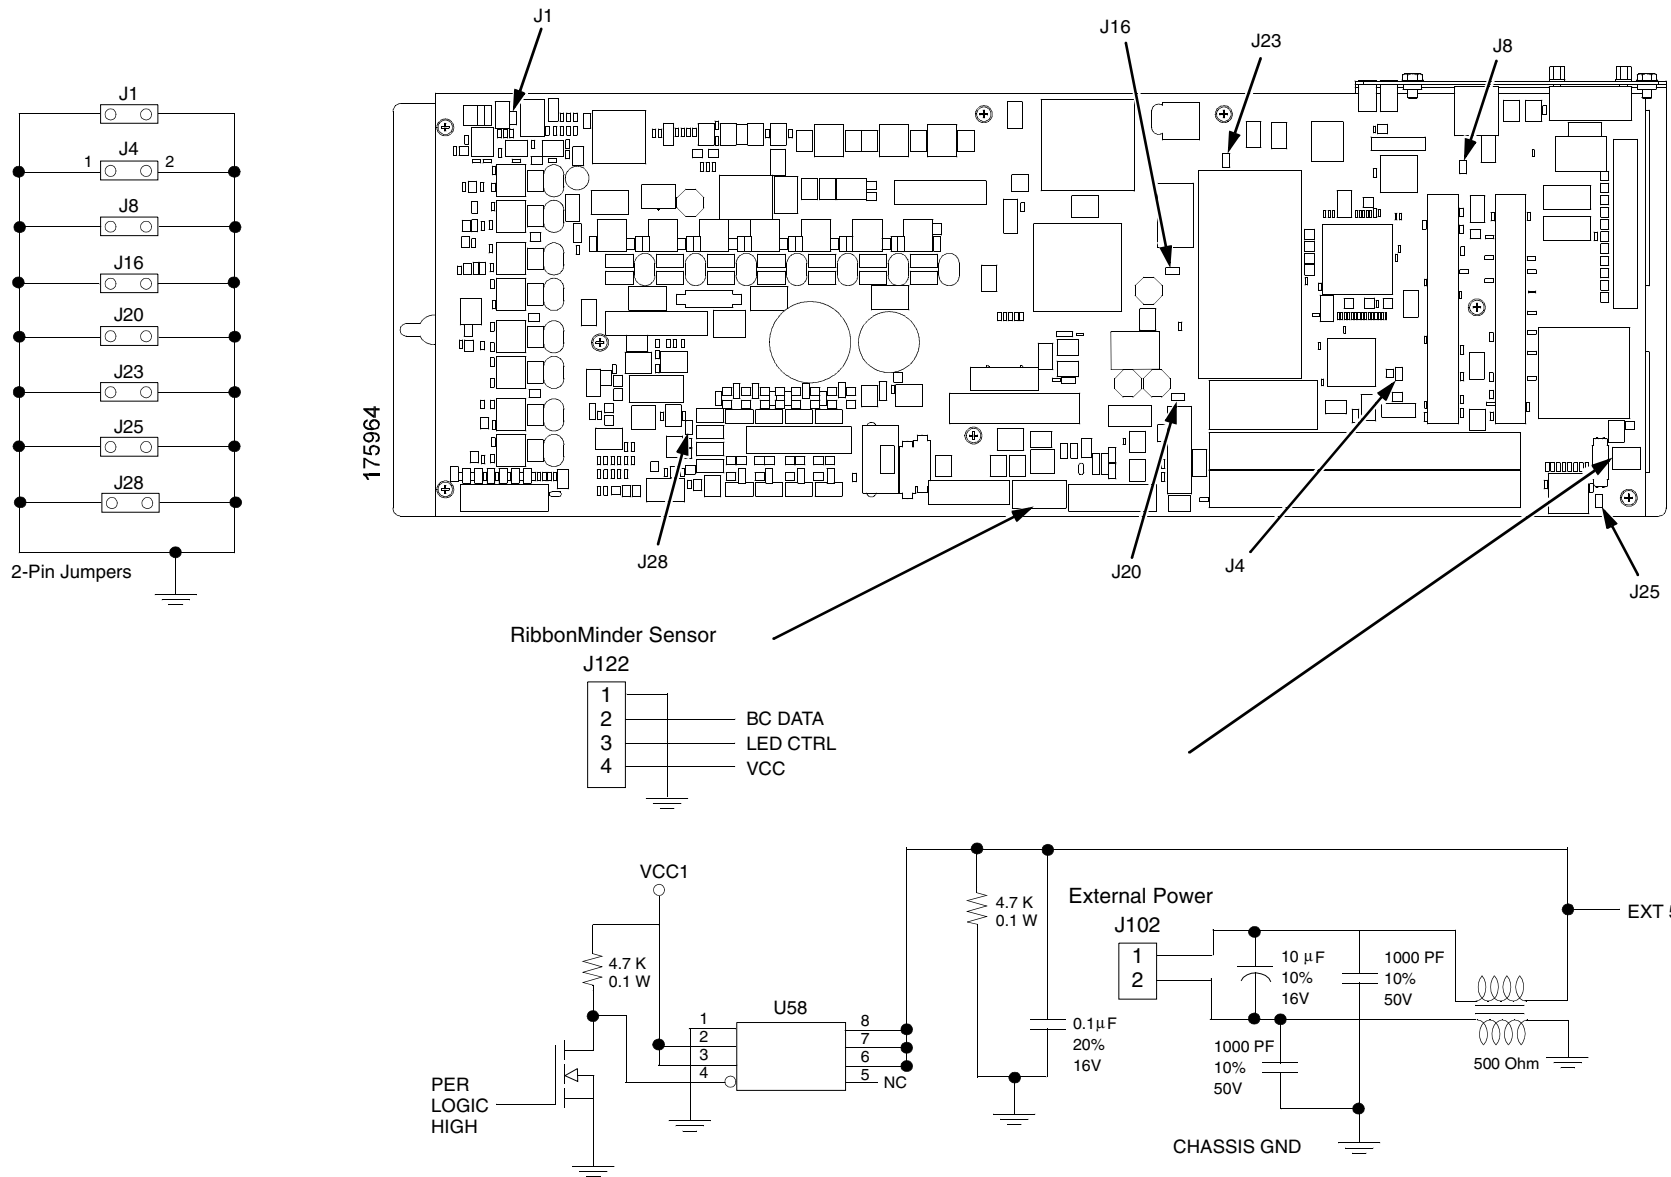 J1
J16
J23
J8
J1
J4
1
2
J8
J16
J20
J23
J25
J28
2-Pin Jumpers
175964
J28
J20
J4
J25
RibbonMinder Sensor
J122
1
2
3
4
BC DATA
LED CTRL
VCC
VCC1
4.7 K
0.1 W
U58
1
2
3
4
8
7
6
5
NC
PER
LOGIC
HIGH
4.7 K
0.1 W
0.1µF
20%
16V
External Power
J102
1
2
10 µF
10%
16V
1000 PF
10%
50V
1000 PF
10%
50V
500 Ohm
EXT
CHASSIS GND